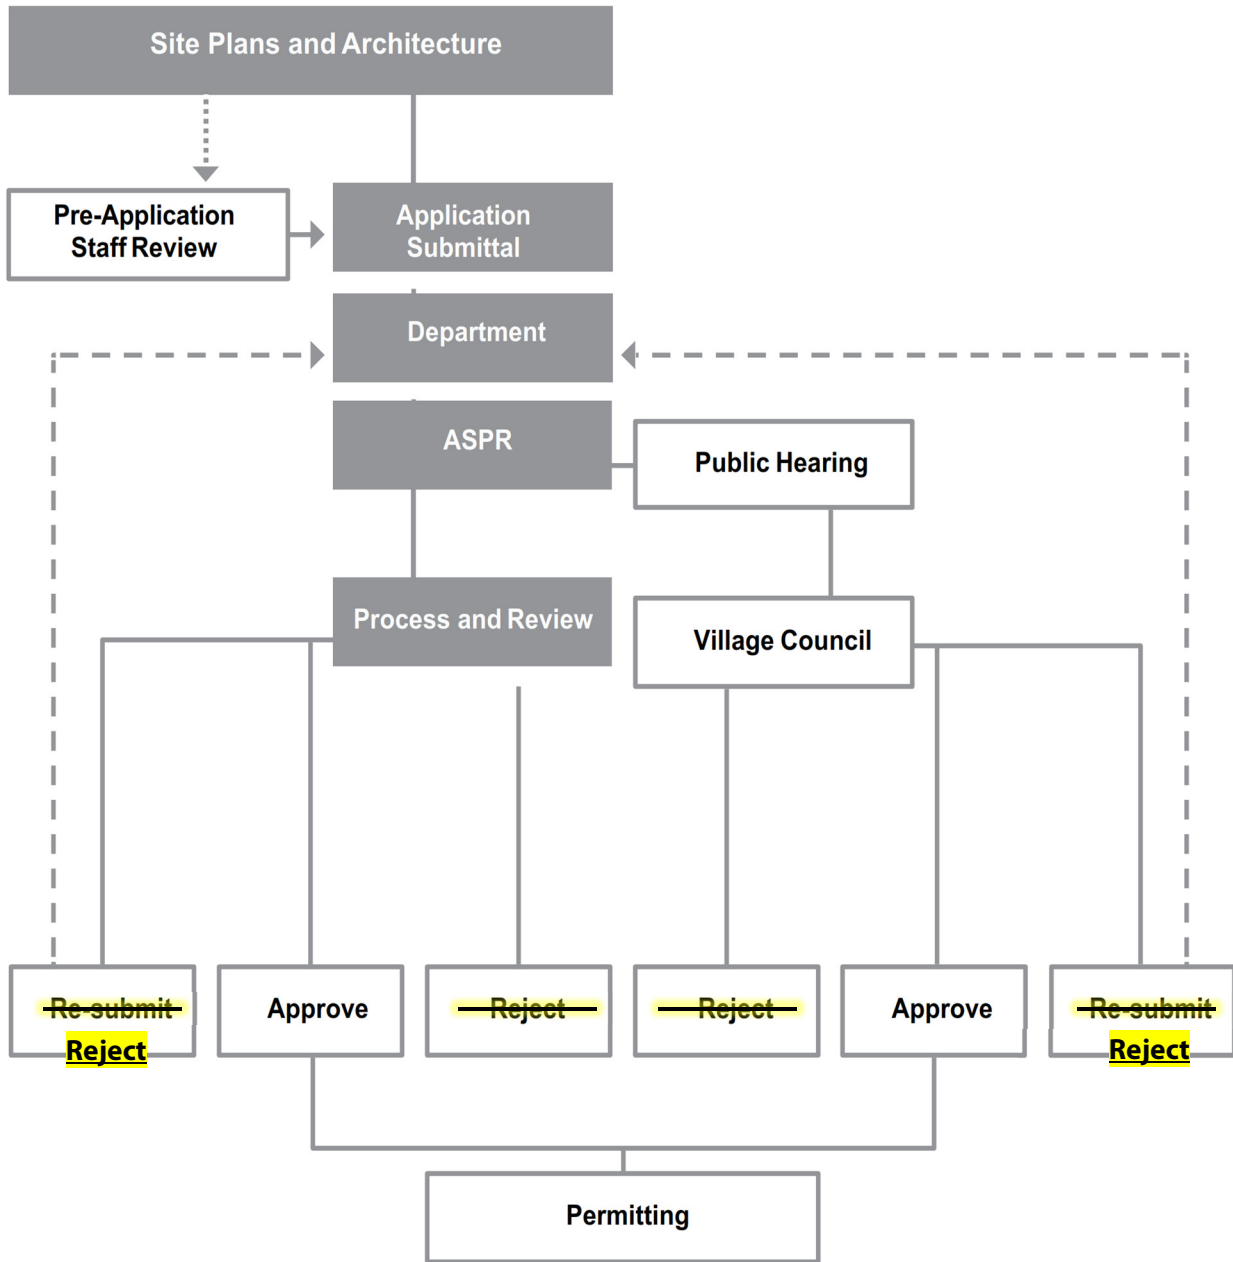 Site Plans and Architecture
Pre-Application
Staff Review
Application
Submittal
Department
ASPR
Public Hearing
Process and Review
Village Council
Re-submit
Reject
Approve
Reject
Reject
Approve
Re-submit
Reject
Permitting